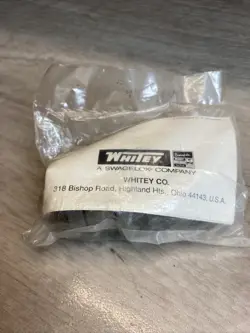 WHITEY
A SWAGELOK COMPANY
WHITEY CO.
318 Bishop Road, Highland Hts., Ohio 44143, U.S.A.